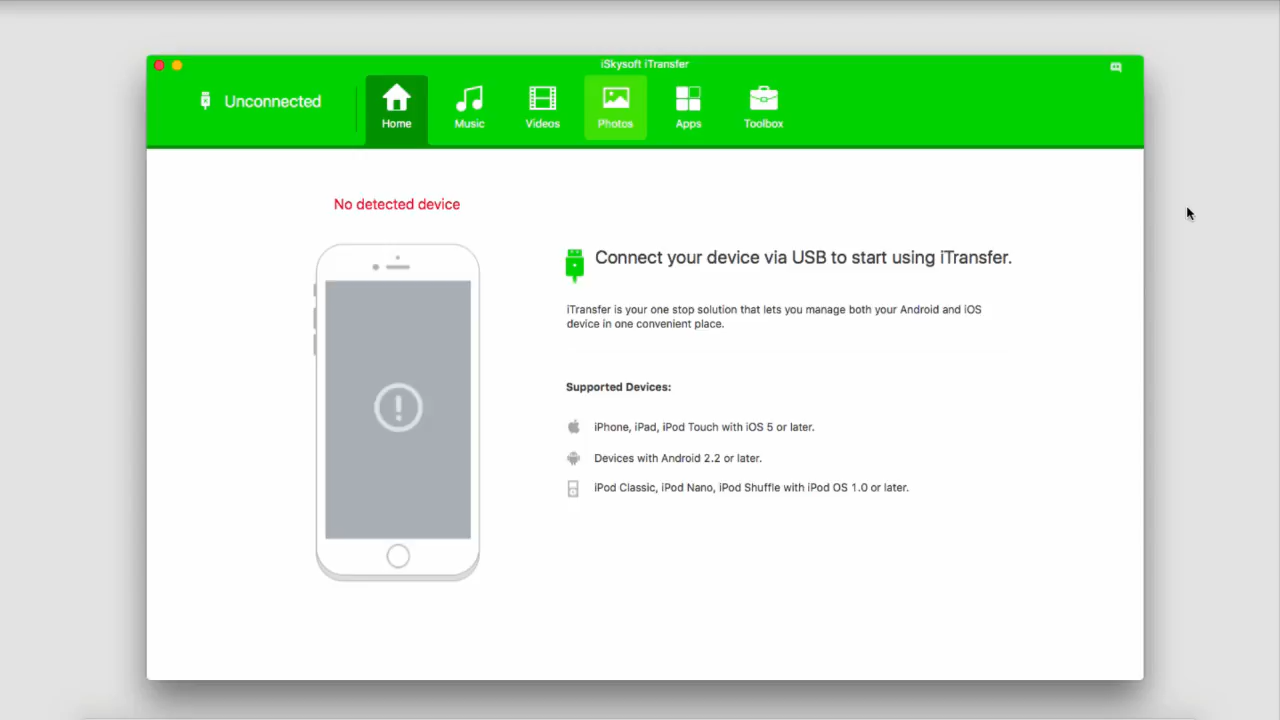 iSkysoft iTransfer
Unconnected
Home
Music
Videos
Photos
Apps
Toolbox
No detected device
Connect your device via USB to start using iTransfer.
iTransfer is your one stop solution that lets you manage both your Android and iOS
device in one convenient place.
Supported Devices:
iPhone, iPad, iPod Touch with iOS 5 or later.
Devices with Android 2.2 or later.
iPod Classic, iPod Nano, iPod Shuffle with iPod OS 1.0 or later.